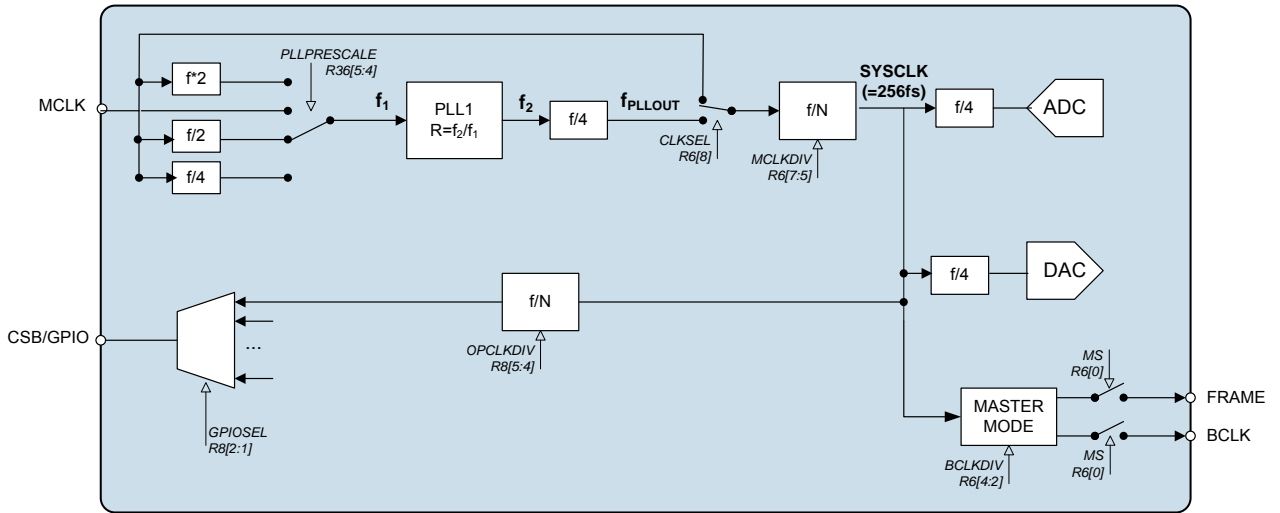 PLLPRESCALE
R36[5:4]
f*2
MCLK
f/2
f/4
f1
PLL1
R=f2/f1
f2
f/4
fPLLOUT
CLKSEL
R6[8]
f/N
MCLKDIV
R6[7:5]
SYSCLK
(=256fs)
f/4
ADC
f/4
DAC
f/N
OPCLKDIV
R8[5:4]
CSB/GPIO
...
GPIOSEL
R8[2:1]
MASTER
MODE
BCLKDIV
R6[4:2]
MS
R6[0]
FRAME
BCLK
MS
R6[0]